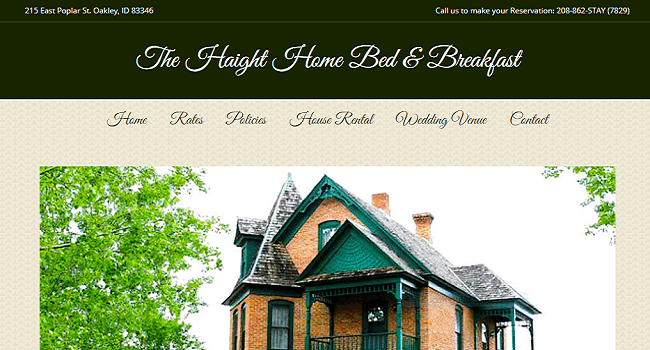 215 East Poplar St. Oakley, ID 83346
Call us to make your Reservation: 208-862-STAY (7829)
The Haight Home Bed & Breakfast
Home Rates Policies House Rental Wedding Venue Contact